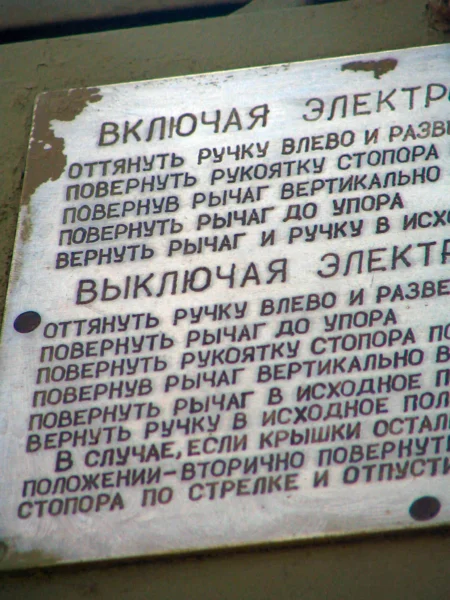 ВКЛЮЧАЯ ЭЛЕКТР
ОТТЯНУТЬ РУЧКУ ВЛЕВО И РАЗВЕ
ПОВЕРНУТЬ РУКОЯТКУ СТОПОРА
ПОВЕРНУВ РЫЧАГ ВЕРТИКАЛЬНО
ПОВЕРНУТЬ РЫЧАГ ДО УПОРА
ВЕРНУТЬ РЫЧАГ И РУЧКУ В ИСХО
ВЫКЛЮЧАЯ ЭЛЕКТР
ОТТЯНУТЬ РУЧКУ ВЛЕВО И РАЗВЕ
ПОВЕРНУТЬ РЫЧАГ ДО УПОРА
ПОВЕРНУТЬ РУКОЯТКУ СТОПОРА ПО
ПОВЕРНУВ РЫЧАГ ВЕРТИКАЛЬНО В
ПОВЕРНУТЬ РЫЧАГ В ИСХОДНОЕ П
ВЕРНУТЬ РУЧКУ В ИСХОДНОЕ ПОЛ
В СЛУЧАЕ, ЕСЛИ КРЫШКИ ОСТАЛ
ПОЛОЖЕНИИ-ВТОРИЧНО ПОВЕРНУТЬ
СТОПОРА ПО СТРЕЛКЕ И ОТПУСТИ